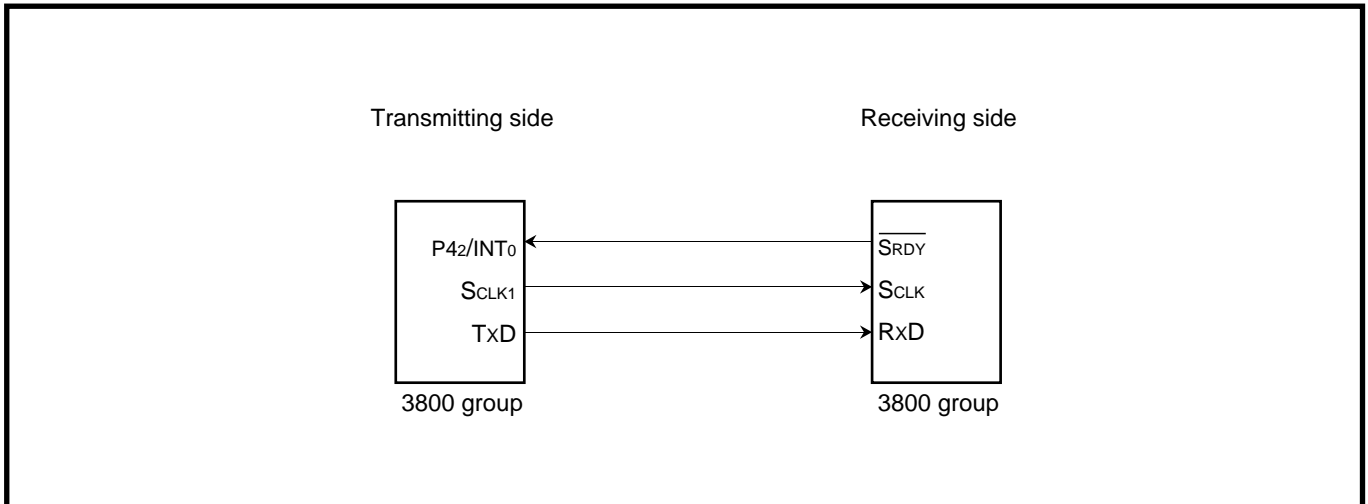 Transmitting side
Receiving side
P42/INT0
SRDY
SCLK1
SCLK
TxD
RxD
3800 group
3800 group